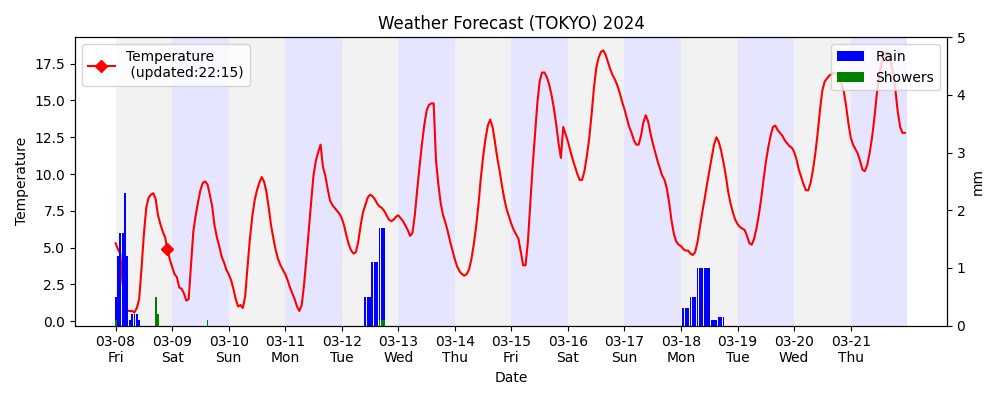 Weather Forecast (TOKYO) 2024
Temperature
(updated:22:15)
Rain
Showers
Temperature
17.5
15.0
12.5
10.0
7.5
5.0
2.5
0.0
5
4
3
2
1
0
mm
03-08 03-09 03-10 03-11 03-12 03-13 03-14 03-15 03-16 03-17 03-18 03-19 03-20 03-21
Fri Sat Sun Mon Tue Wed Thu Fri Sat Sun Mon Tue Wed Thu
Date